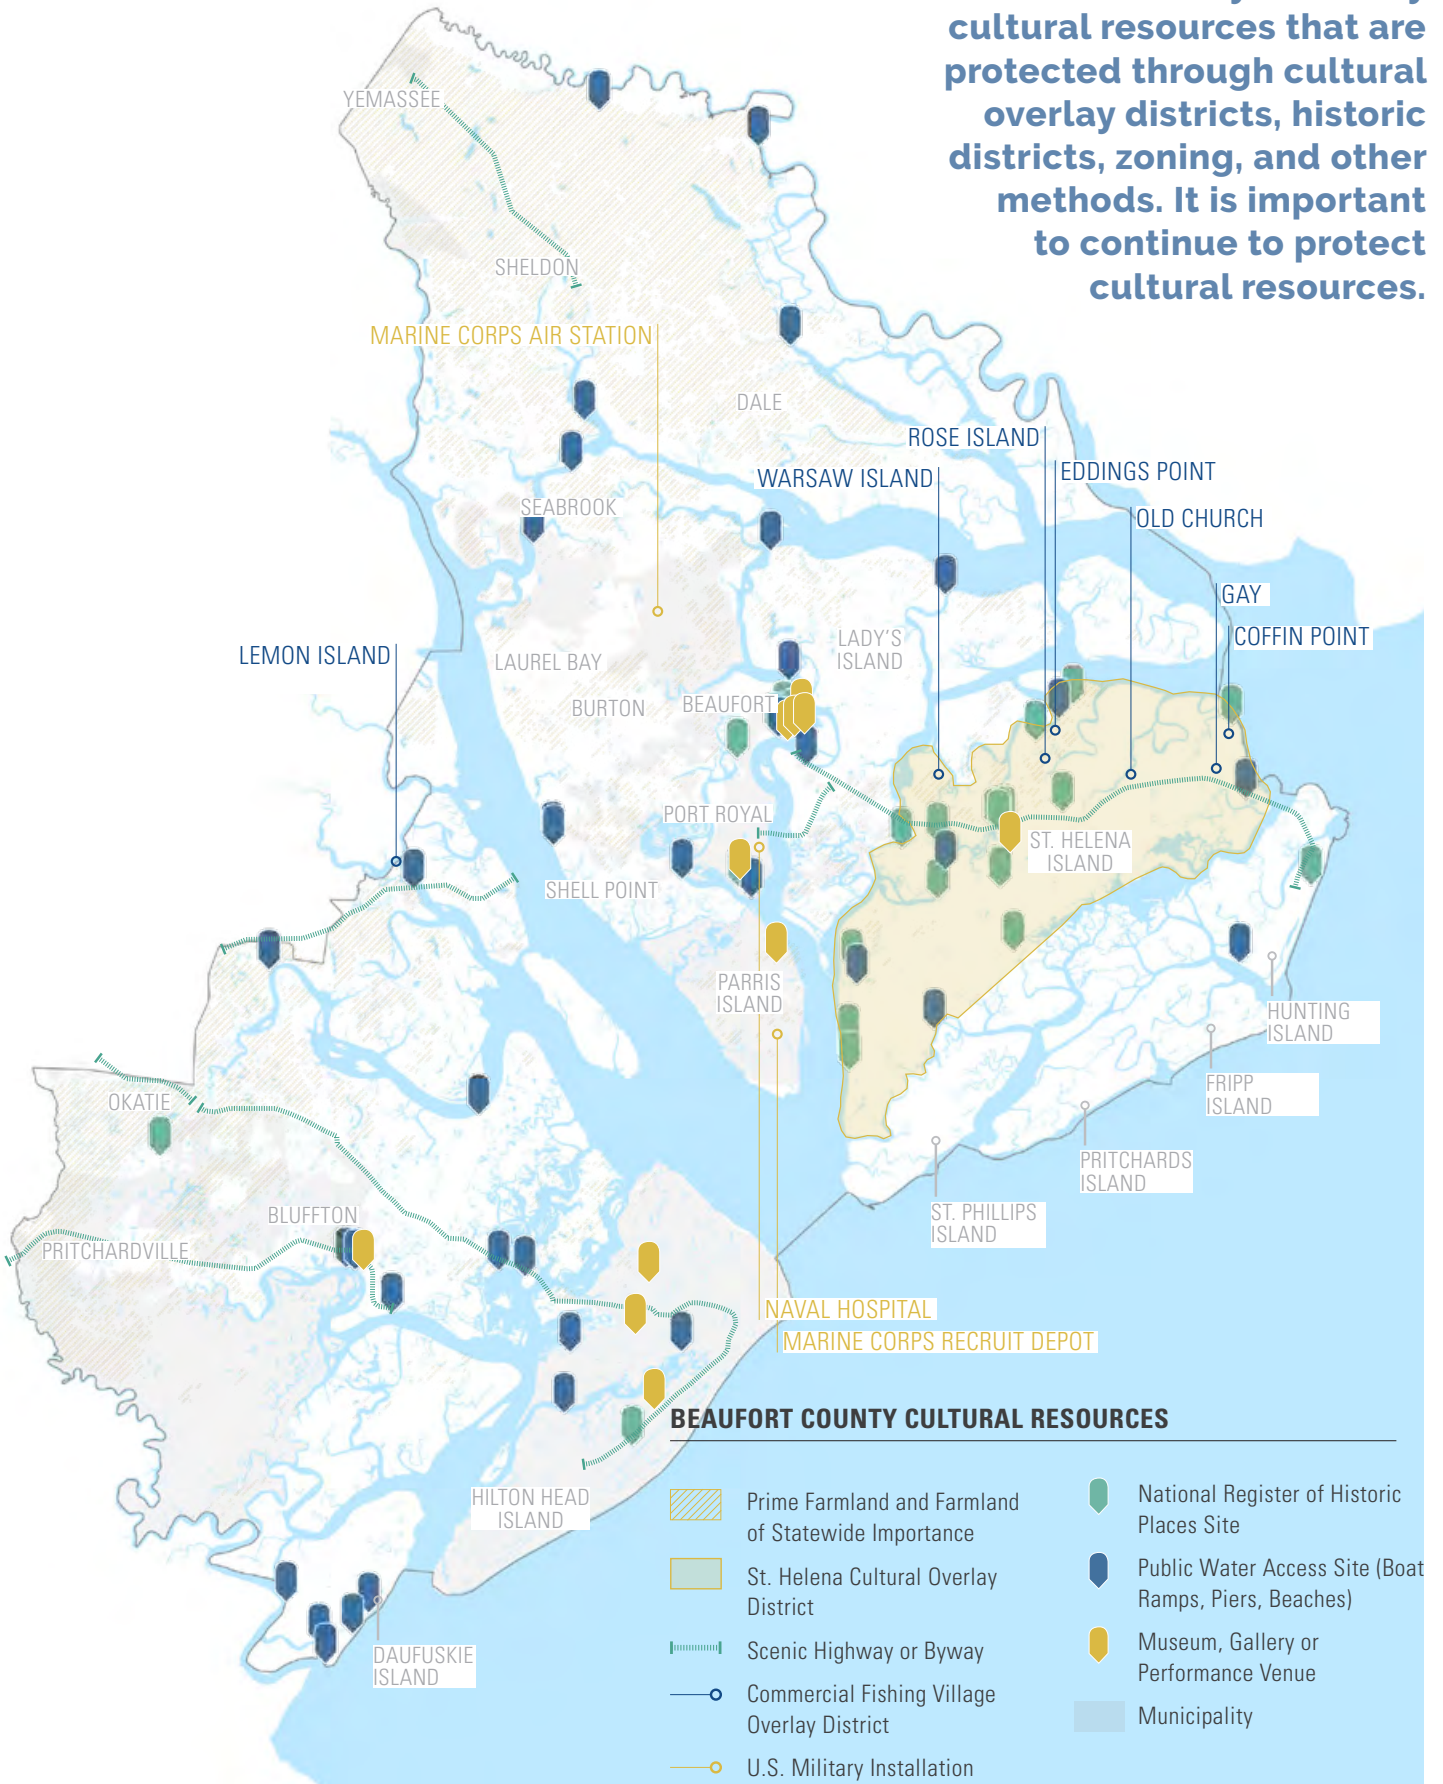 cultural resources that are
protected through cultural
overlay districts, historic
districts, zoning, and other
methods. It is important
to continue to protect
cultural resources.
YEMASSEE
SHELDON
MARINE CORPS AIR STATION
DALE
ROSE ISLAND
WARSAW ISLAND
EDDINGS POINT
SEABROOK
OLD CHURCH
GAY
COFFIN POINT
LADY'S
ISLAND
LEMON ISLAND
LAUREL BAY
BURTON
BEAUFORT
PORT ROYAL
ST. HELENA
ISLAND
SHELL POINT
PARRIS
ISLAND
HUNTING
ISLAND
FRIPP
ISLAND
OKATIE
PRITCHARDS
ISLAND
BLUFFTON
ST. PHILLIPS
ISLAND
PRITCHARDVILLE
NAVAL HOSPITAL
MARINE CORPS RECRUIT DEPOT
HILTON HEAD
ISLAND
DAUFUSKIE
ISLAND
BEAUFORT COUNTY CULTURAL RESOURCES
Prime Farmland and Farmland
of Statewide Importance
St. Helena Cultural Overlay
District
Scenic Highway or Byway
Commercial Fishing Village
Overlay District
U.S. Military Installation
National Register of Historic
Places Site
Public Water Access Site (Boat
Ramps, Piers, Beaches)
Museum, Gallery or
Performance Venue
Municipality